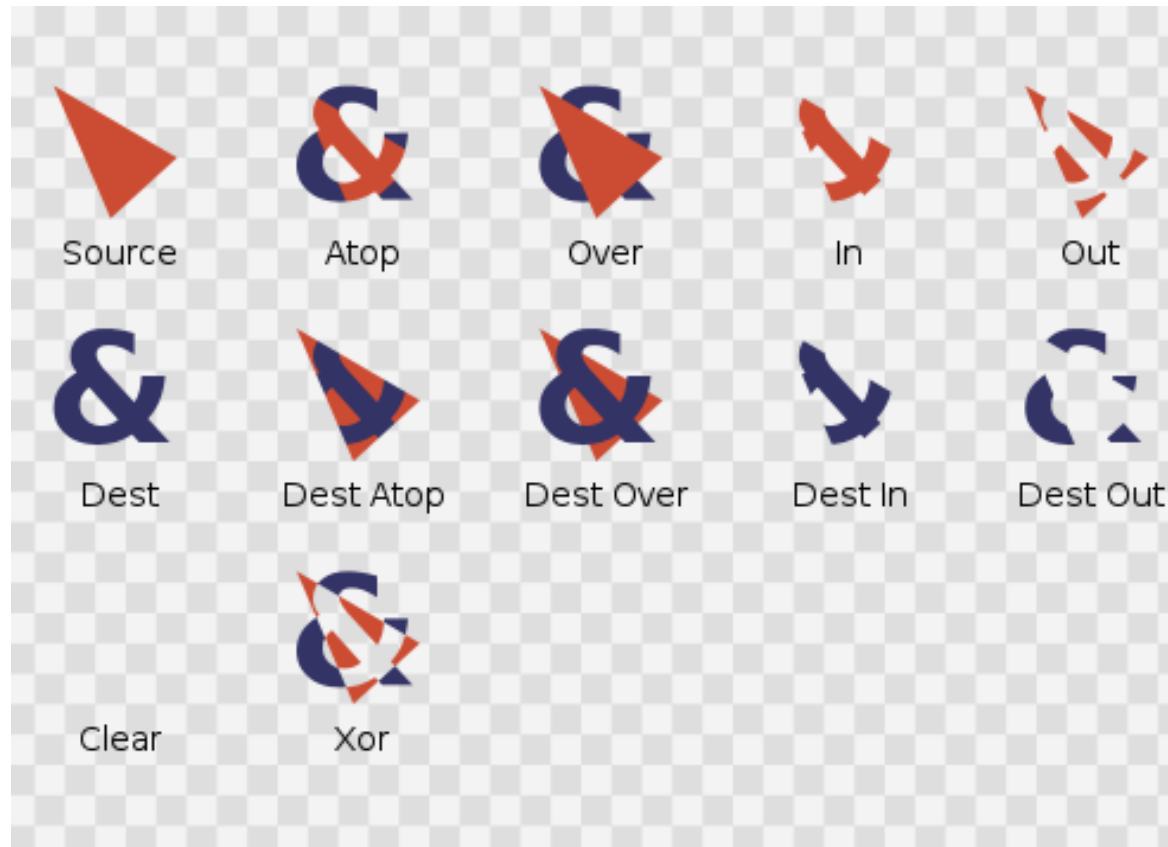 Source Atop Over In Out
&
Dest Dest Atop Dest Over Dest In Dest Out
Clear Xor